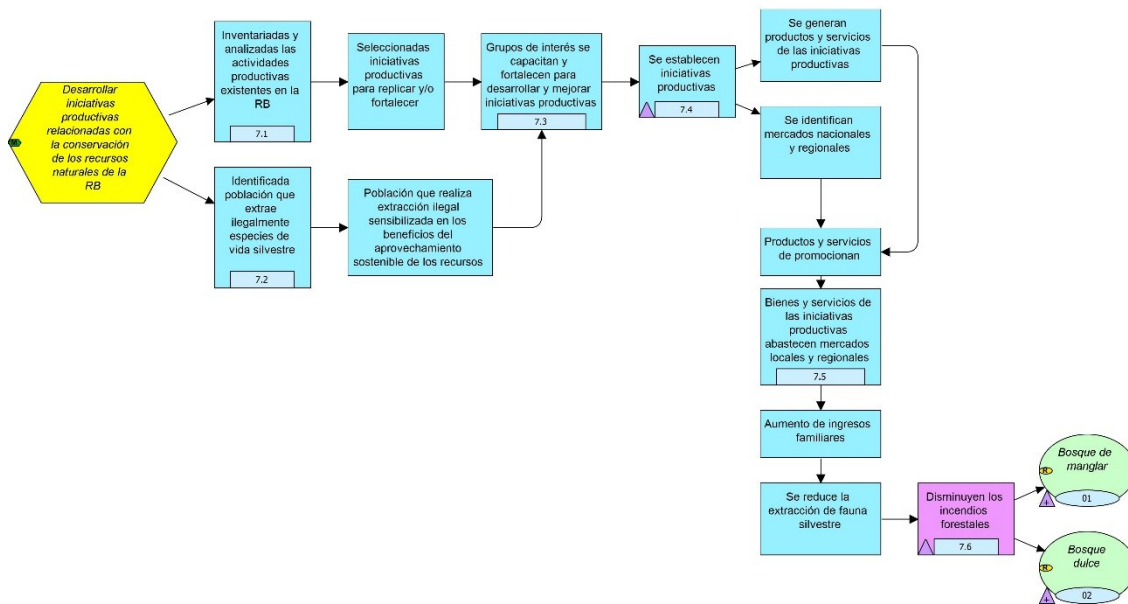 Desarrollar
iniciativas
productivas
relacionadas con
la conservación
de los recursos
naturales de la
RB
Inventariadas y
analizadas las
actividades
productivas
existentes en la
RB
7.1
Seleccionadas
iniciativas
productivas
para replicar y/o
fortalecer
Grupos de interés se
capacitan y
fortalecen para
desarrollar y mejorar
iniciativas productivas
7.3
Se establecen
iniciativas
productivas
7.4
Se generan
productos y servicios
de las iniciativas
productivas
Se identifican
mercados nacionales
y regionales
Identificada
población que
extrae
ilegalmente
especies de
vida silvestre
7.2
Población que realiza
extracción ilegal
sensibilizada en los
beneficios del
aprovechamiento
sostenible de los recursos
Productos y servicios
de promocionan
Bienes y servicios de
las iniciativas
productivas
abastecen mercados
locales y regionales
7.5
Aumento de ingresos
familiares
Se reduce la
extracción de fauna
silvestre
Disminuyen los
incendios
forestales
7.6
Bosque de
manglar
R
+
01
Bosque
dulce
R
+
02